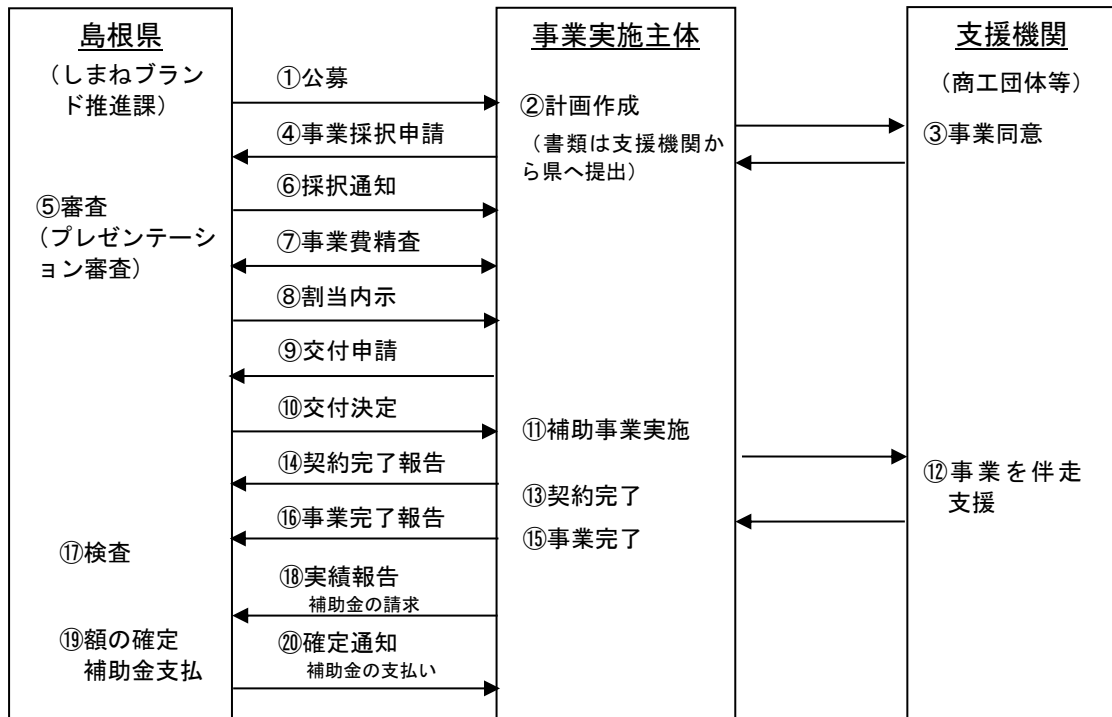 島根県
（しまねブラン
ド推進課）
⑤審査
（プレゼンテーシ
ョン審査）
⑰検査
⑲額の確定
補助金支払
①公募
④事業採択申請
⑥採択通知
⑦事業費精査
⑧割当内示
⑨交付申請
⑩交付決定
⑭契約完了報告
⑯事業完了報告
⑱実績報告
補助金の請求
⑳確定通知
補助金の支払い
事業実施主体
②計画作成
（書類は支援機関か
ら県へ提出）
⑪補助事業実施
⑬契約完了
⑮事業完了
支援機関
（商工団体等）
③事業同意
⑫事業を伴走
支援